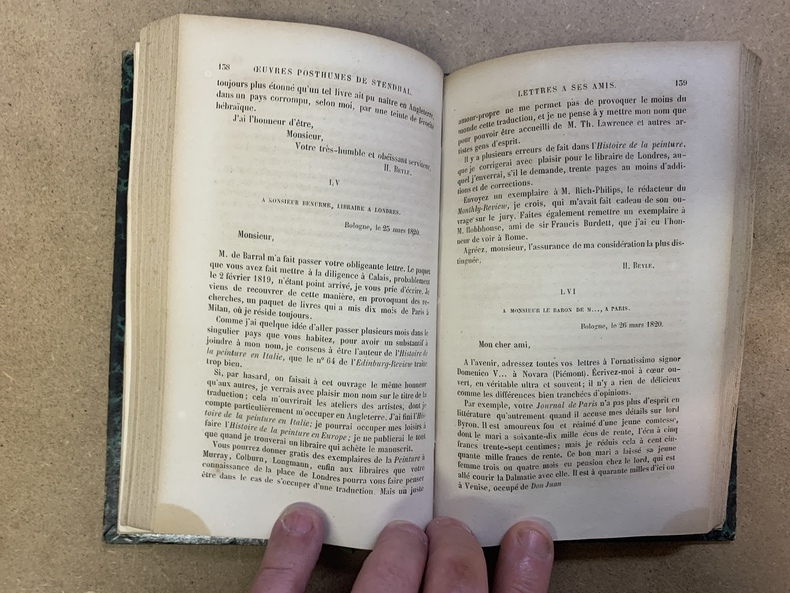 138 ŒUVRES POSTHUMES DE STENDHAL.
toujours plus étonné qu'un tel livre ait pu naître en Angleterre,
dans un pays corrompu, selon moi, par une teinte de férocité
hébraïque.
J'ai l'honneur d'être,
Monsieur,
Votre très-humble et obéissant serviteur,
H. BEYLE.
LV
A MONSIEUR LIBRAIRE A LONDRES.
Bologne, le 25 mars 1820.
Monsieur,
M. de Barral m'a fait passer votre obligeante lettre. Le paquet
que vous avez fait mettre à la diligence à Calais, probablement
le 2 février 1819, n'étant point arrivé, je vous prie d'écrire. Je
viens de recouvrer de cette manière, en provoquant des re-
cherches, un paquet de livres qui a mis dix mois de Paris à
Milan, où je réside toujours.
Comme j'ai quelque idée d'aller passer plusieurs mois dans le
singulier pays que vous habitez, pour avoir un substantif à
joindre à mon nom, je consens à être l'auteur de l'Histoire de
la peinture en Italie, que le n° 64 de l'Edinburg-Review traite
trop bien.
Si, par hasard, on faisait à cet ouvrage le même honneur
qu'aux autres, je verrais avec plaisir mon nom sur le titre de la
traduction; cela m'ouvrirait les ateliers des artistes, dont je
compte particulièrement m'occuper en Angleterre. J'ai fini l'His-
toire de la peinture en Italie; je pourrai occuper mes loisirs à
faire l'Histoire de la peinture en Europe; je ne publierai le tout
que quand je trouverai un libraire qui achète le manuscrit.
Vous pourrez donner gratis des exemplaires de la Peinture à
Murray, Colburn, Longmann, enfin aux libraires que votre
connaissance de la place de Londres pourra vous faire penser
être dans le cas de s'occuper d'une traduction. Mais un juste
LETTRES A SES AMIS. 139
amour-propre ne me permet pas de provoquer le moins du
monde cette traduction, et je ne pense à y mettre mon nom que
pour pouvoir être accueilli de M. Th. Lawrence et autres ar-
tistes gens d'esprit.
Il y a plusieurs erreurs de fait dans l'Histoire de la peinture,
que je corrigerai avec plaisir pour le libraire de Londres, au-
quel j'enverrai, s'il le demande, trente pages au moins d'addi-
tions et de corrections.
Envoyez un exemplaire à M. Rich-Philips, le rédacteur du
Monthly-Review, je crois, qui m'avait fait cadeau de son ou-
vrage sur le jury. Faites également remettre un exemplaire à
M. Hobbhouse, ami de sir Francis Burdett, que j'ai eu l'hon-
neur de voir à Rome.
Agréez, monsieur, l'assurance de ma considération la plus dis-
tinguée.
H. BEYLE.
LVI
A MONSIEUR LE BARON DE M..., A PARIS.
Bologne, le 26 mars 1820.
Mon cher ami,
A l'avenir, adressez toutes vos lettres à l'ornatissimo signor
Domenico V... à Novara (Piémont). Écrivez-moi à cœur ou-
vert, en véritable ultra et souvent; il n'y a rien de délicieux
comme les différences bien tranchées d'opinions.
Par exemple, votre Journal de Paris n'a pas plus d'esprit en
littérature qu'autrement quand il accuse mes détails sur lord
Byron. Il est amoureux fou et réaimé d'une jeune comtesse,
dont le mari a soixante-dix mille écus de rente, l'écu à cinq
francs trente-sept centimes; mais je réduis cela à cent cin-
quante mille francs de rente. Ce bon mari a laissé sa jeune
femme trois ou quatre mois en pension chez le lord, qui est
allé courir la Dalmatie avec elle. Il est à quarante milles d'ici ou
à Venise, occupé de Don Juan